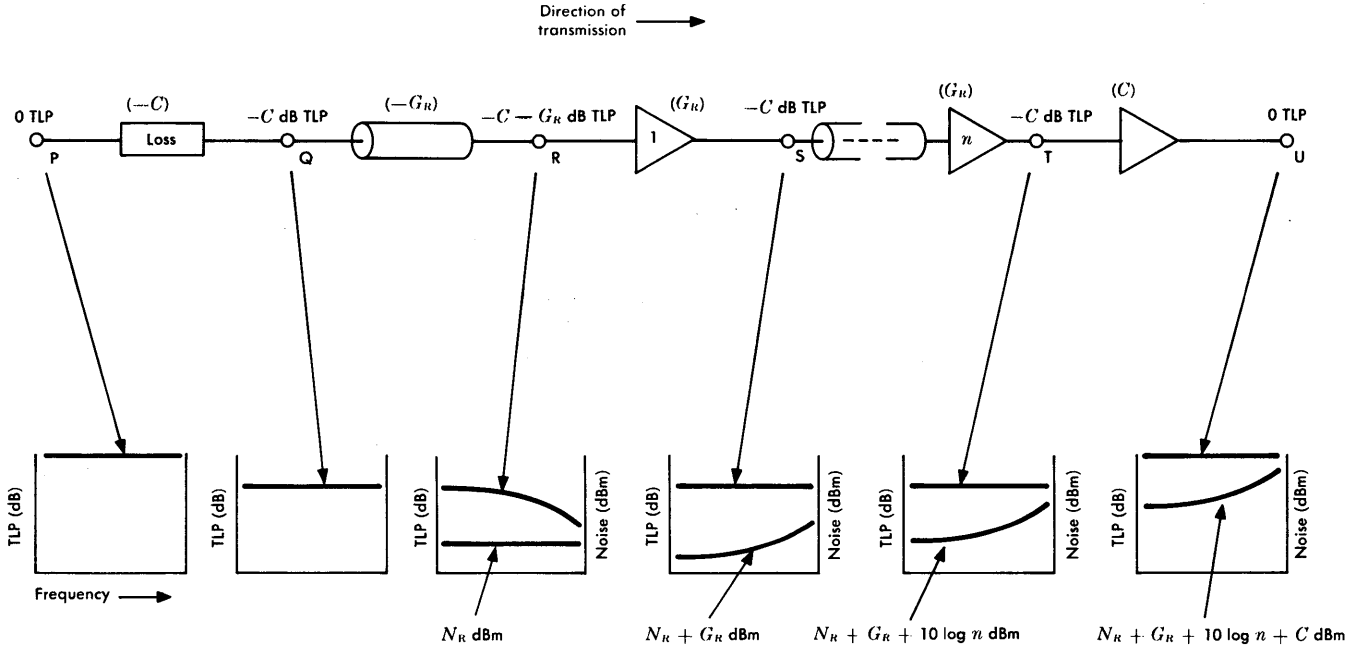 Direction of
transmission
(—C)
(—G_R)
(G_R)
(G_R)
(C)
0 TLP
—C dB TLP
—C — G_R dB TLP
—C dB TLP
—C dB TLP
0 TLP
Loss
1
n
P
Q
R
S
T
U
TLP (dB)
TLP (dB)
TLP (dB)
Noise (dBm)
TLP (dB)
Noise (dBm)
TLP (dB)
Noise (dBm)
TLP (dB)
Noise (dBm)
Frequency
N_R dBm
N_R + G_R dBm
N_R + G_R + 10 log n dBm
N_R + G_R + 10 log n + C dBm